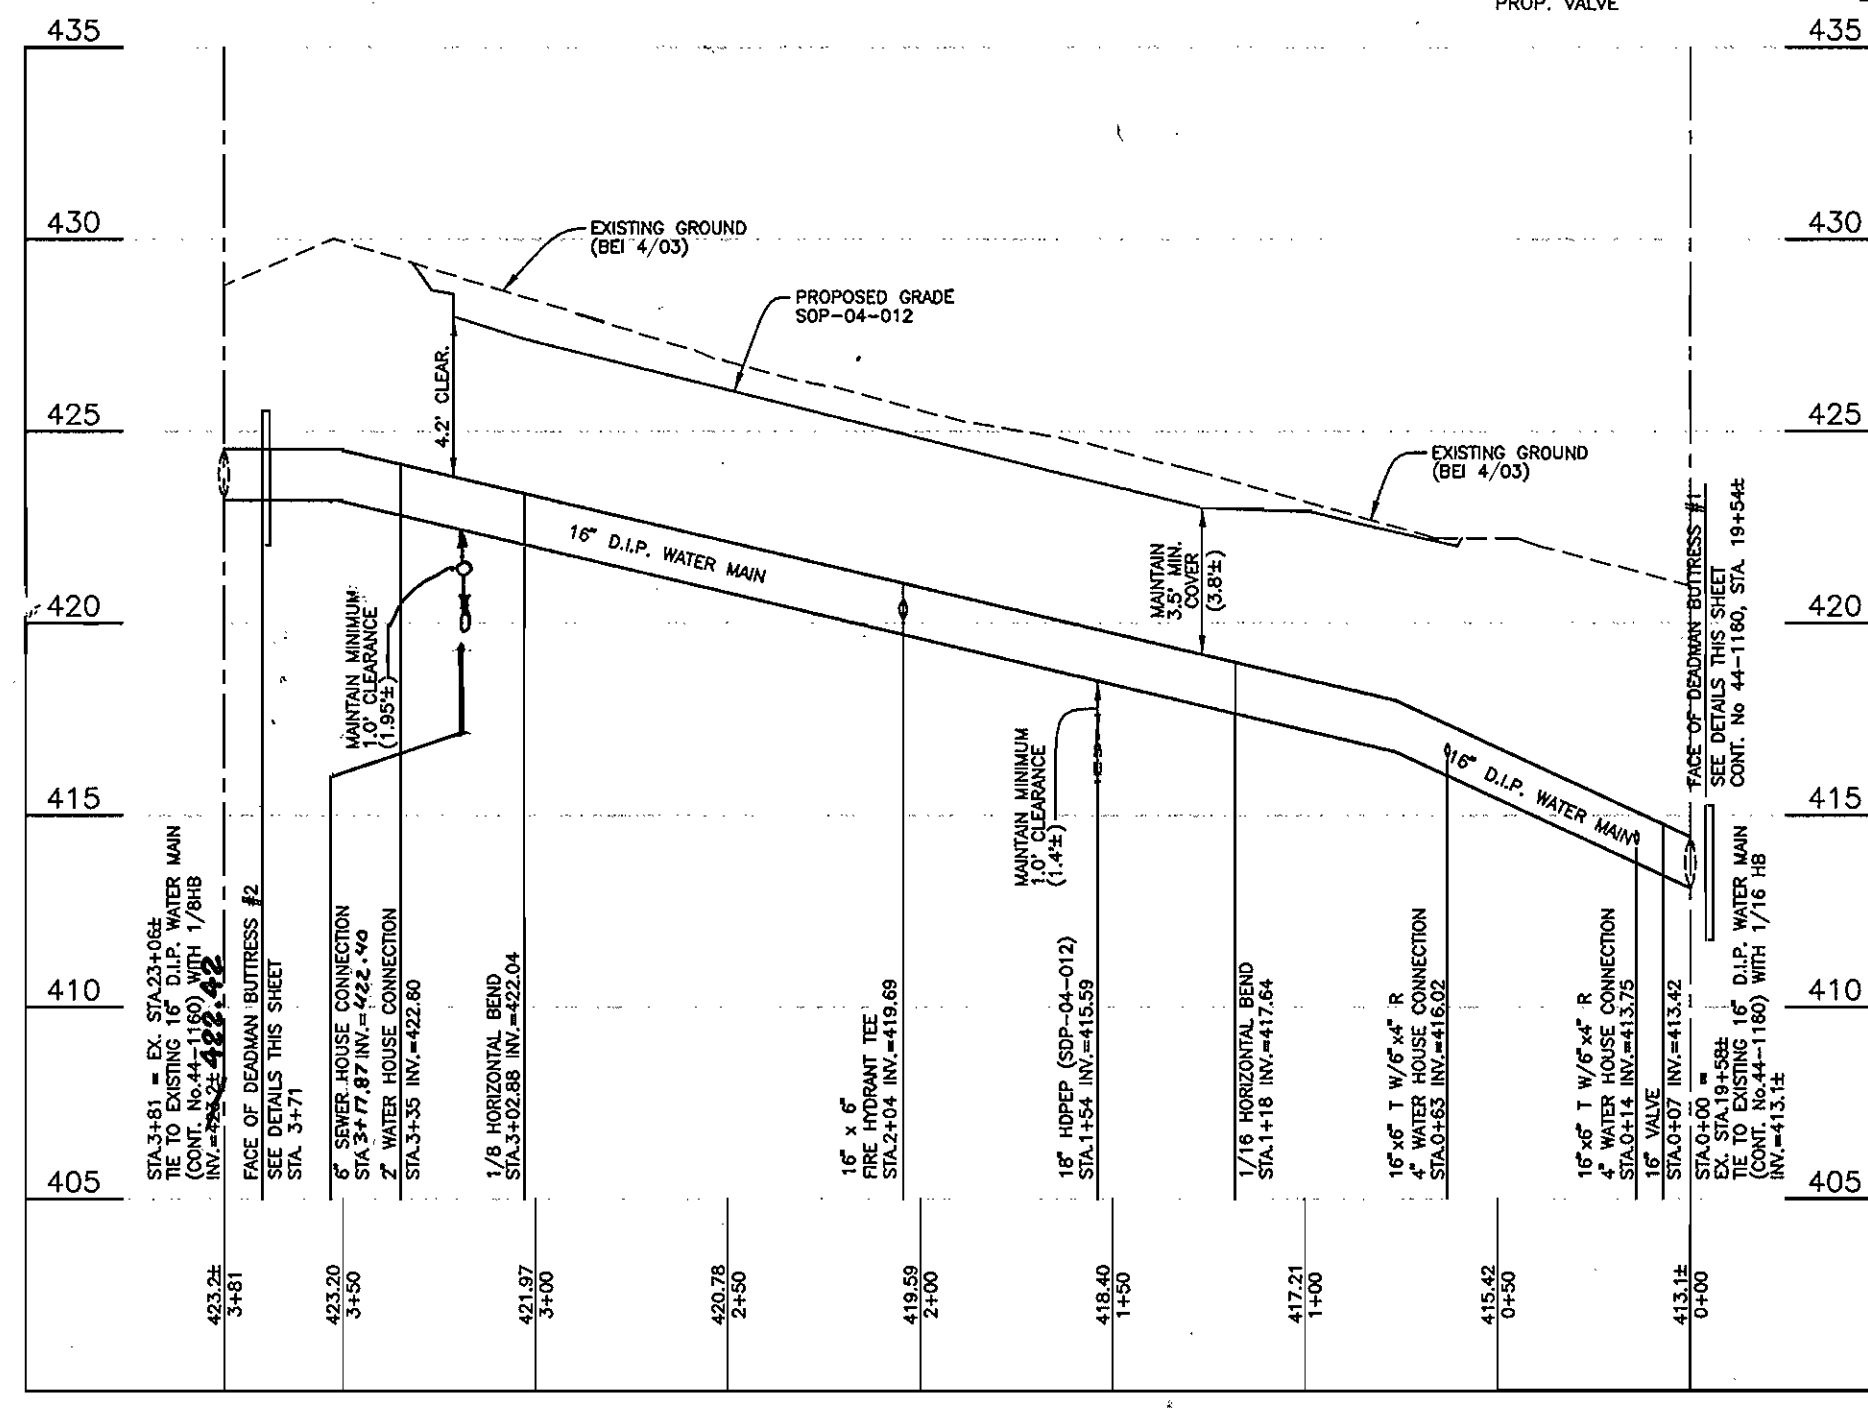 PROP. VALVE
435
435
430
430
425
425
420
420
415
415
410
410
405
405
EXISTING GROUND
(BEI 4/03)
PROPOSED GRADE
SOP-04-012
4.2' CLEAR.
EXISTING GROUND
(BEI 4/03)
16" D.I.P. WATER MAIN
MAINTAIN
3.5' MIN.
COVER
(3.8'±)
MAINTAIN MINIMUM
1.0' CLEARANCE
(1.95'±)
MAINTAIN MINIMUM
1.0' CLEARANCE
(1.4'±)
16" D.I.P. WATER MAIN
STA.3+81 = EX. STA.23+06±
TIE TO EXISTING 16" D.I.P. WATER MAIN
(CONT. No.44-1160) WITH 1/8HB
INV.=423.2± 422.42
FACE OF DEADMAN BUTTRESS #2
SEE DETAILS THIS SHEET
STA. 3+71
6" SEWER HOUSE CONNECTION
STA 3+17.87 INV.=422.40
2" WATER HOUSE CONNECTION
STA.3+35 INV.=422.80
1/8 HORIZONTAL BEND
STA.3+02.88 INV.=422.04
16" x 6"
FIRE HYDRANT TEE
STA.2+04 INV.=419.69
18" HDPEP (SDP-04-012)
STA.1+54 INV.=415.59
1/16 HORIZONTAL BEND
STA.1+18 INV.=417.64
16"x6" T W/6"x4" R
4" WATER HOUSE CONNECTION
STA.0+63 INV.=416.02
16"x6" T W/6"x4" R
4" WATER HOUSE CONNECTION
STA.0+14 INV.=413.75
16" VALVE
STA.0+07 INV.=413.42
STA.0+00 =
EX. STA.19+58±
TIE TO EXISTING 16" D.I.P. WATER MAIN
(CONT. No.44-1160) WITH 1/16 HB
INV.=413.1±
FACE OF DEADMAN BUTTRESS #1
SEE DETAILS THIS SHEET
CONT. No 44-1160, STA. 19+54±
423.2±
3+81
423.20
3+50
421.97
3+00
420.78
2+50
419.59
2+00
418.40
1+50
417.21
1+00
415.42
0+50
413.1±
0+00